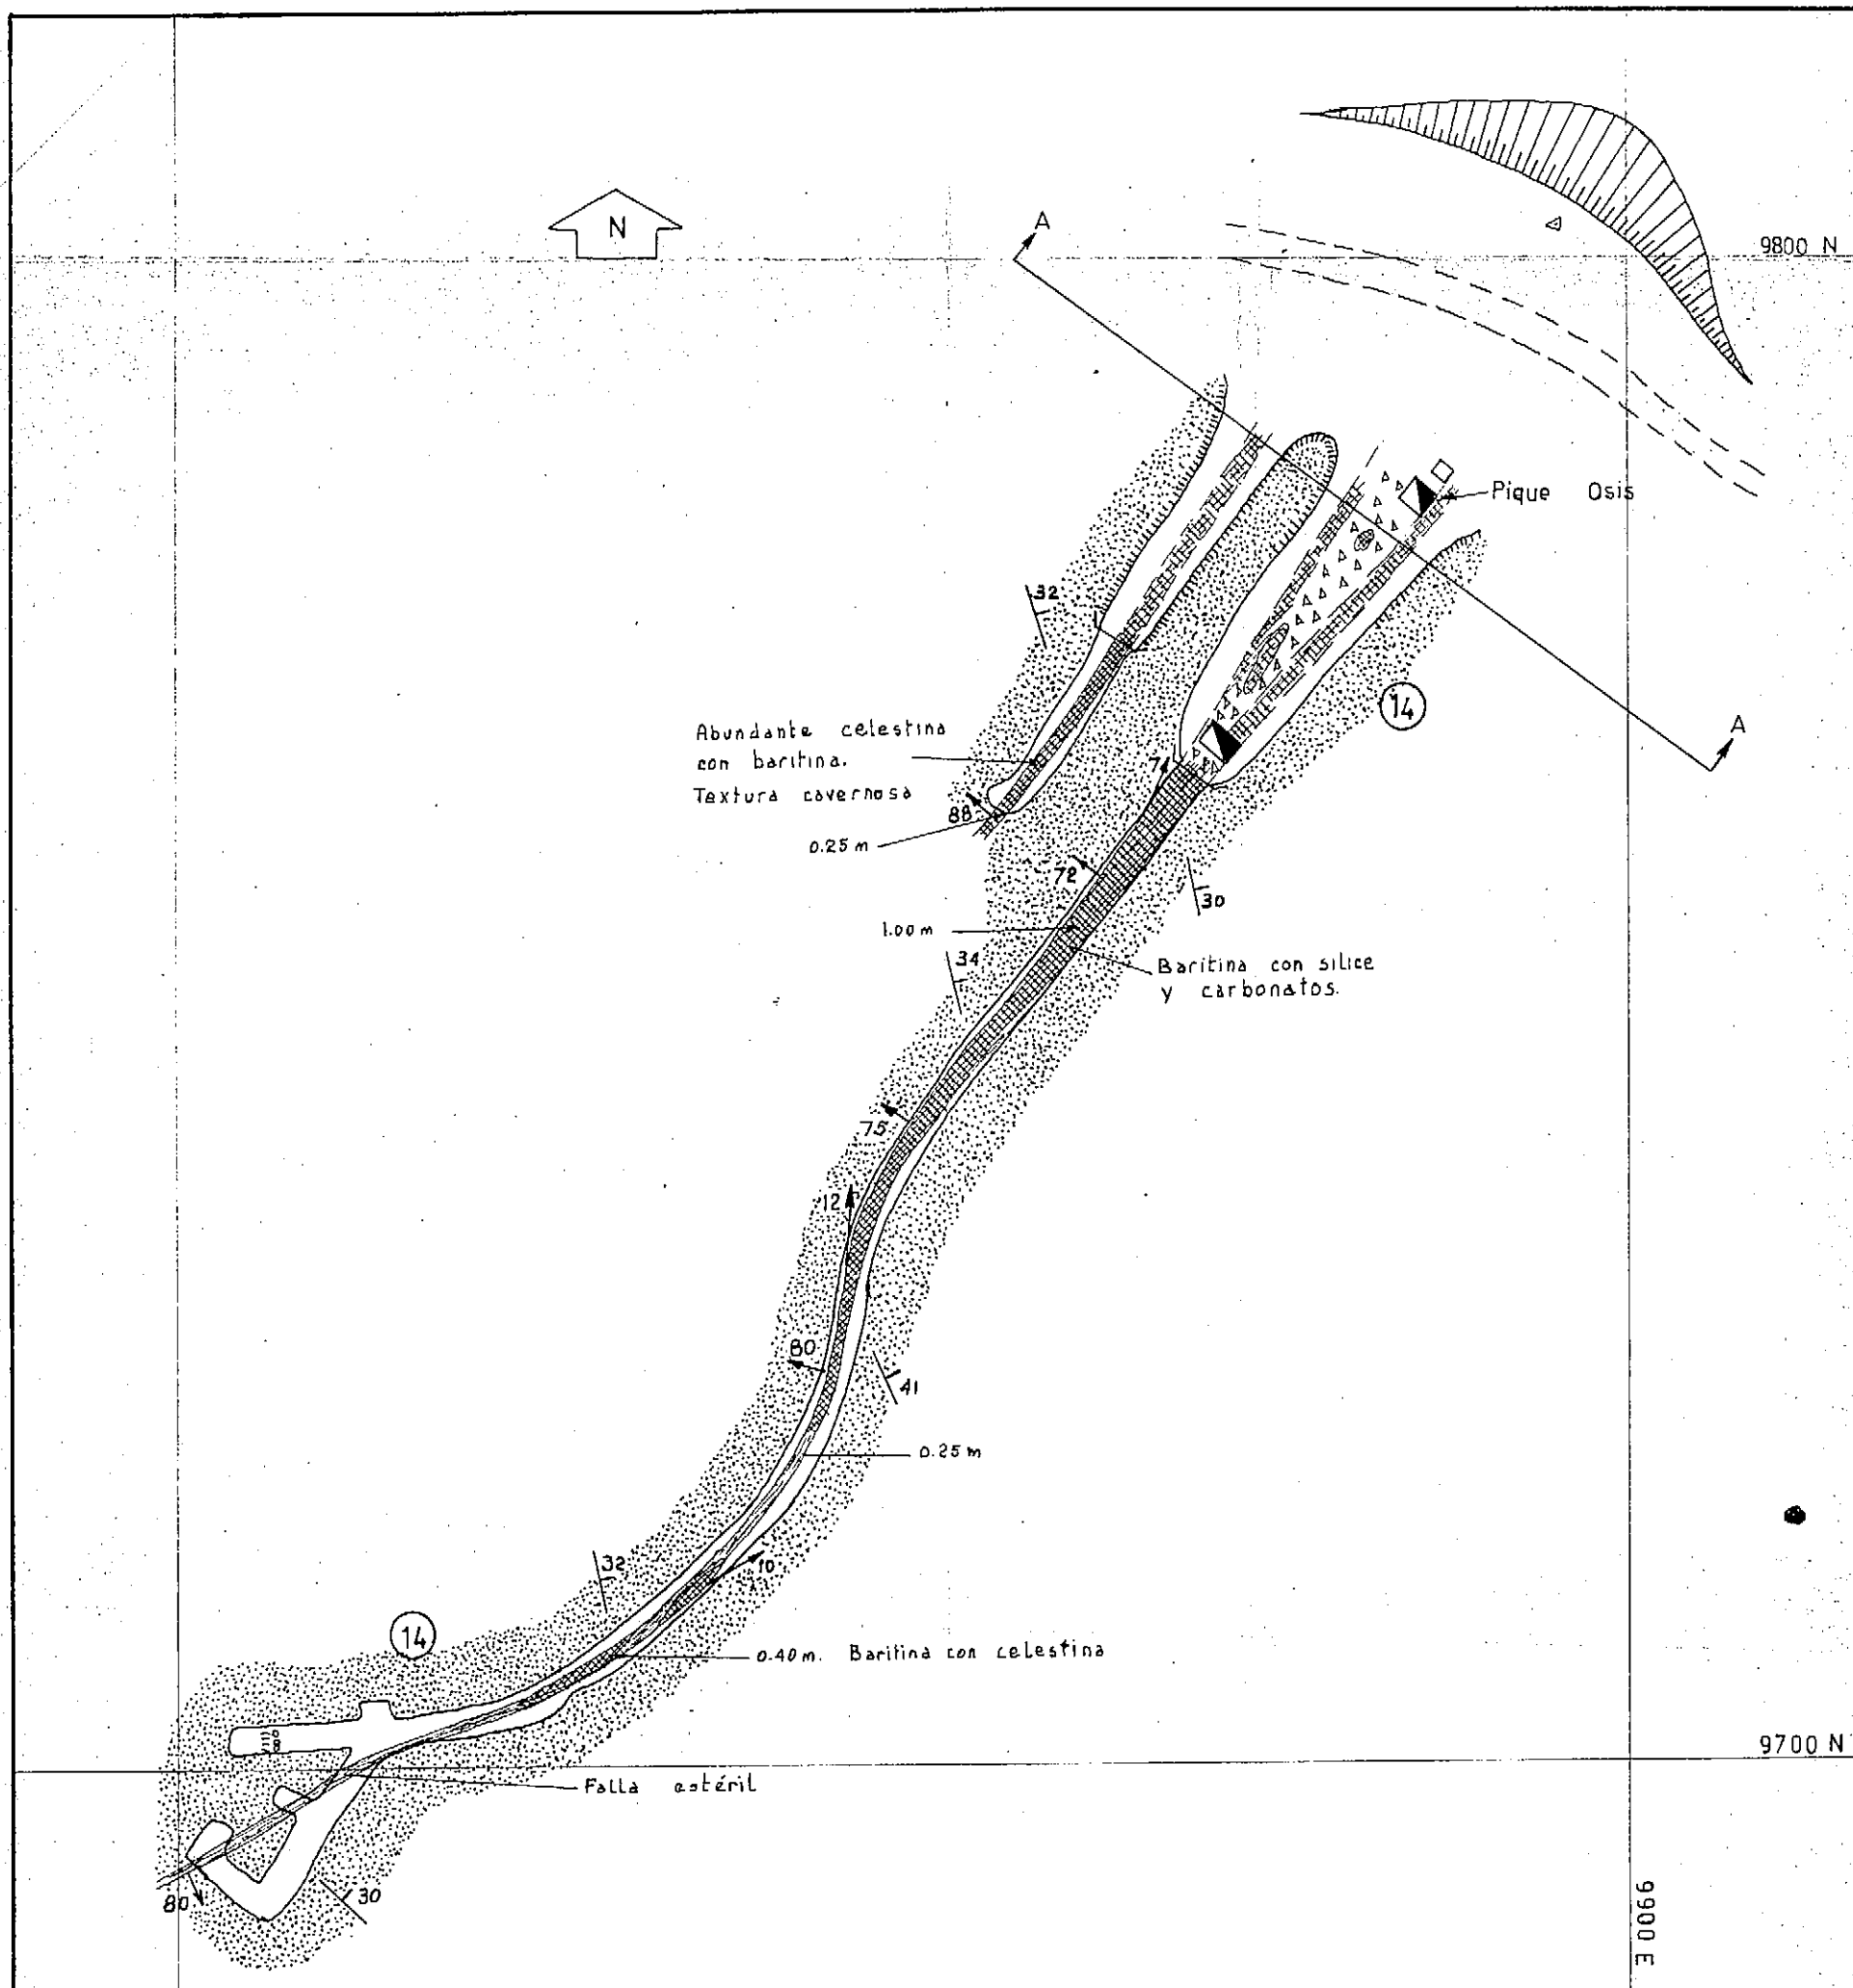 N
A
9800 N
Pique Osis
32
14
A
Abundante celestina
con baritina.
Textura cavernosa
7
88
0.25 m
72
30
1.00 m
34
Baritina con silice
y carbonatos.
75
12
80
41
0.25 m
32
10
14
0.40 m. Baritina con celestina
9700 N
Falla estéril
80
30
9900 E